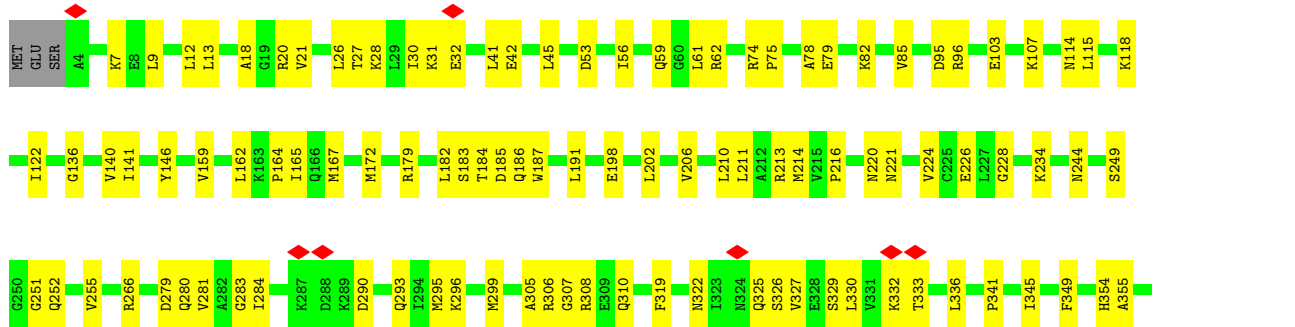 MET GLU SER A4 K7 E8 L9 L12 L13 A18 G19 R20 V21 L26 T27 K28 L29 I30 K31 E32 L41 E42 L45 D53 I56 Q59 G60 L61 R62 R74 P75 A78 E79 K82 V85 D95 R96 E103 K107 N114 L115 K118
I122 G136 V140 I141 Y146 V159 L162 K163 P164 I165 Q166 M167 M172 R179 L182 S183 T184 D185 Q186 W187 L191 E198 L202 V206 L210 L211 A212 R213 M214 V215 P216 N220 N221 V224 C225 E226 L227 G228 K234 N244 S249
G250 G251 Q252 V255 R266 D279 Q280 V281 A282 G283 I284 K287 D288 K289 D290 Q293 I294 M295 K296 M299 A305 R306 G307 R308 E309 Q310 F319 N322 I323 N324 Q325 S326 V327 E328 S329 L330 V331 K332 T333 L336 P341 I345 F349 H354 A355